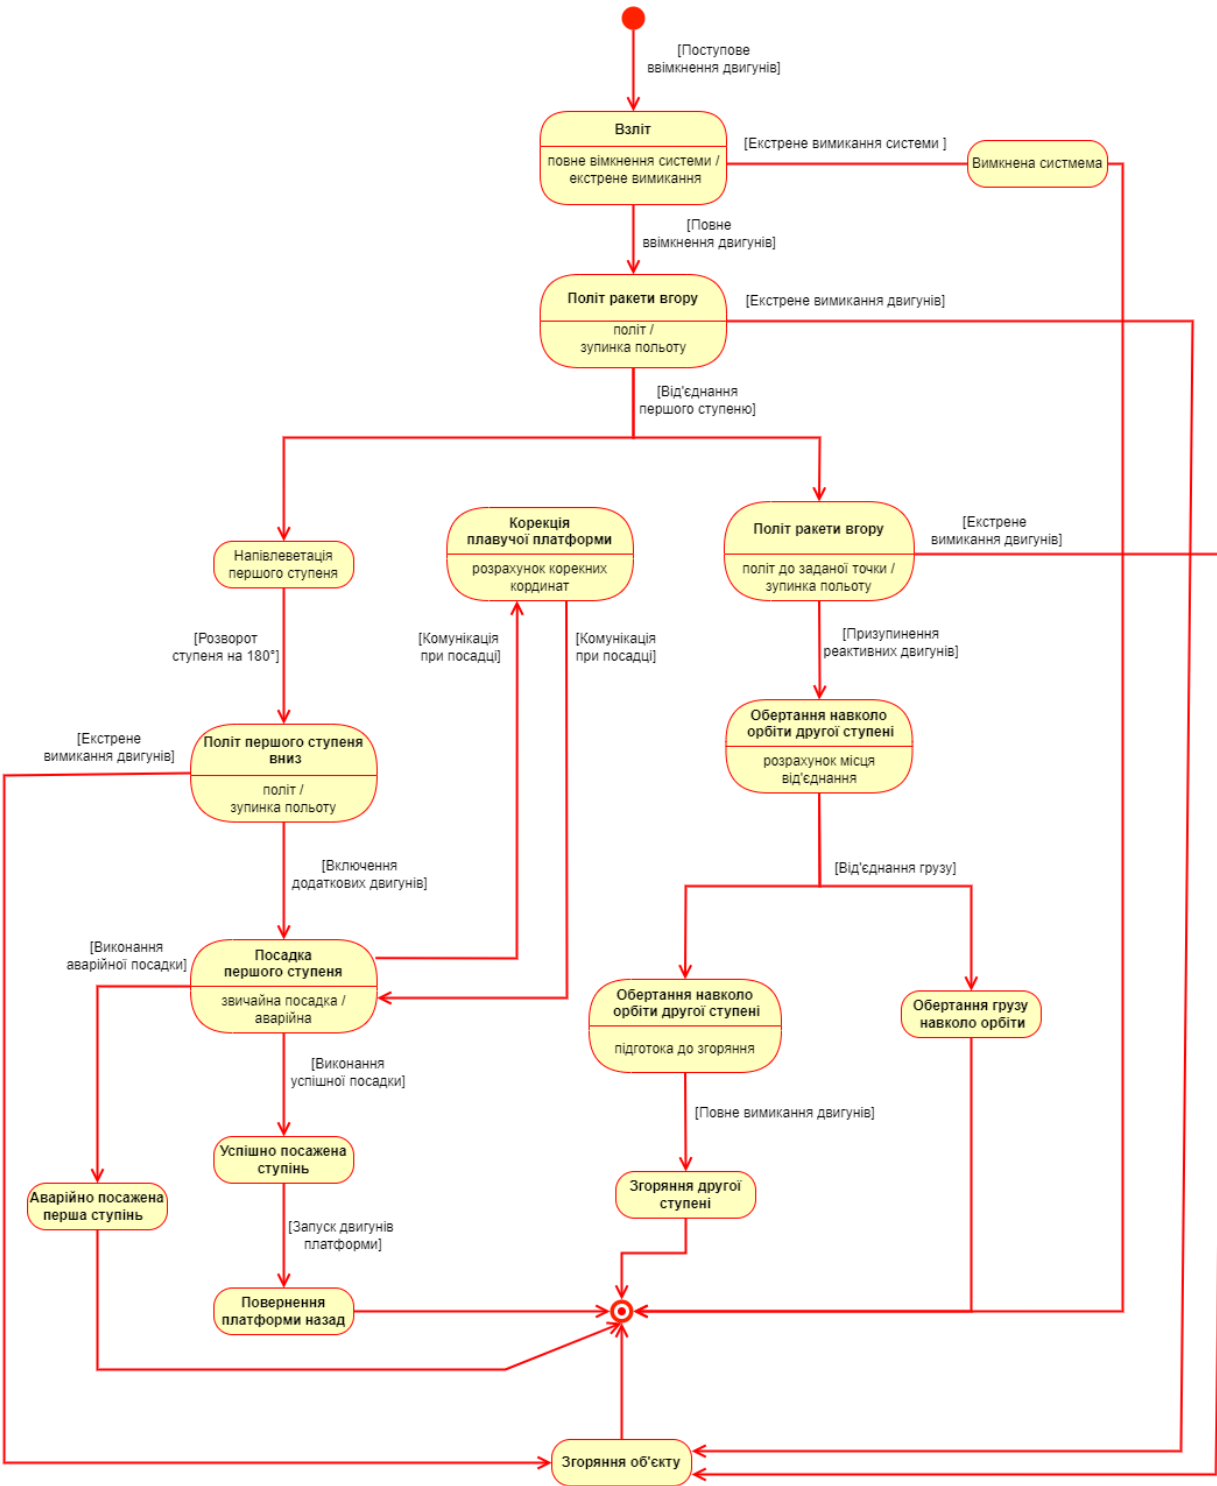 [Поступове
ввімкнення двигунів]
Взліт
повне вімкнення системи /
екстрене вимикання
[Екстрене вимикання системи ]
Вимкнена систмема
[Повне
ввімкнення двигунів]
Політ ракети вгору
політ /
зупинка польоту
[Екстрене вимикання двигунів]
[Від'єднання
першого ступеню]
Напівлеветація
першого ступеня
Корекція
плавучої платформи
розрахунок корекних
кординат
Політ ракети вгору
політ до заданої точки /
зупинка польоту
[Екстрене
вимикання двигунів]
[Розворот
ступеня на 180°]
[Комунікація
при посадці]
[Комунікація
при посадці]
[Призупинення
реактивних двигунів]
Обертання навколо
орбіти другої ступені
розрахунок місця
від'єднання
[Екстрене
вимикання двигунів]
Політ першого ступеня
вниз
політ /
зупинка польоту
[Включення
додаткових двигунів]
[Від'єднання грузу]
[Виконання
аварійної посадки]
Посадка
першого ступеня
звичайна посадка /
аварійна
Обертання навколо
орбіти другої ступені
підготока до згоряння
Обертання грузу
навколо орбіти
[Виконання
успішної посадки]
[Повне вимикання двигунів]
Успішно посажена
ступінь
Аварійно посажена
перша ступінь
Згоряння другої
ступені
[Запуск двигунів
платформи]
Повернення
платформи назад
Згоряння об'єкту